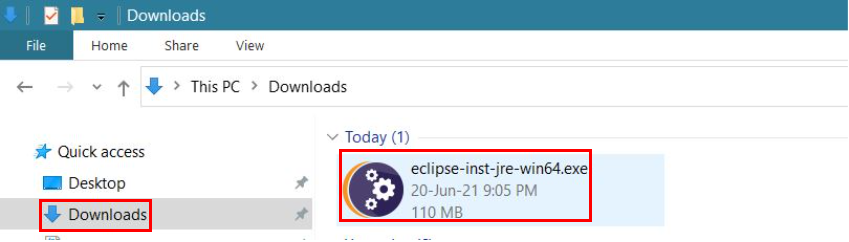 Downloads
File Home Share View
This PC Downloads
Quick access
Desktop
Downloads
Today (1)
eclipse-inst-jre-win64.exe
20-Jun-21 9:05 PM
110 MB